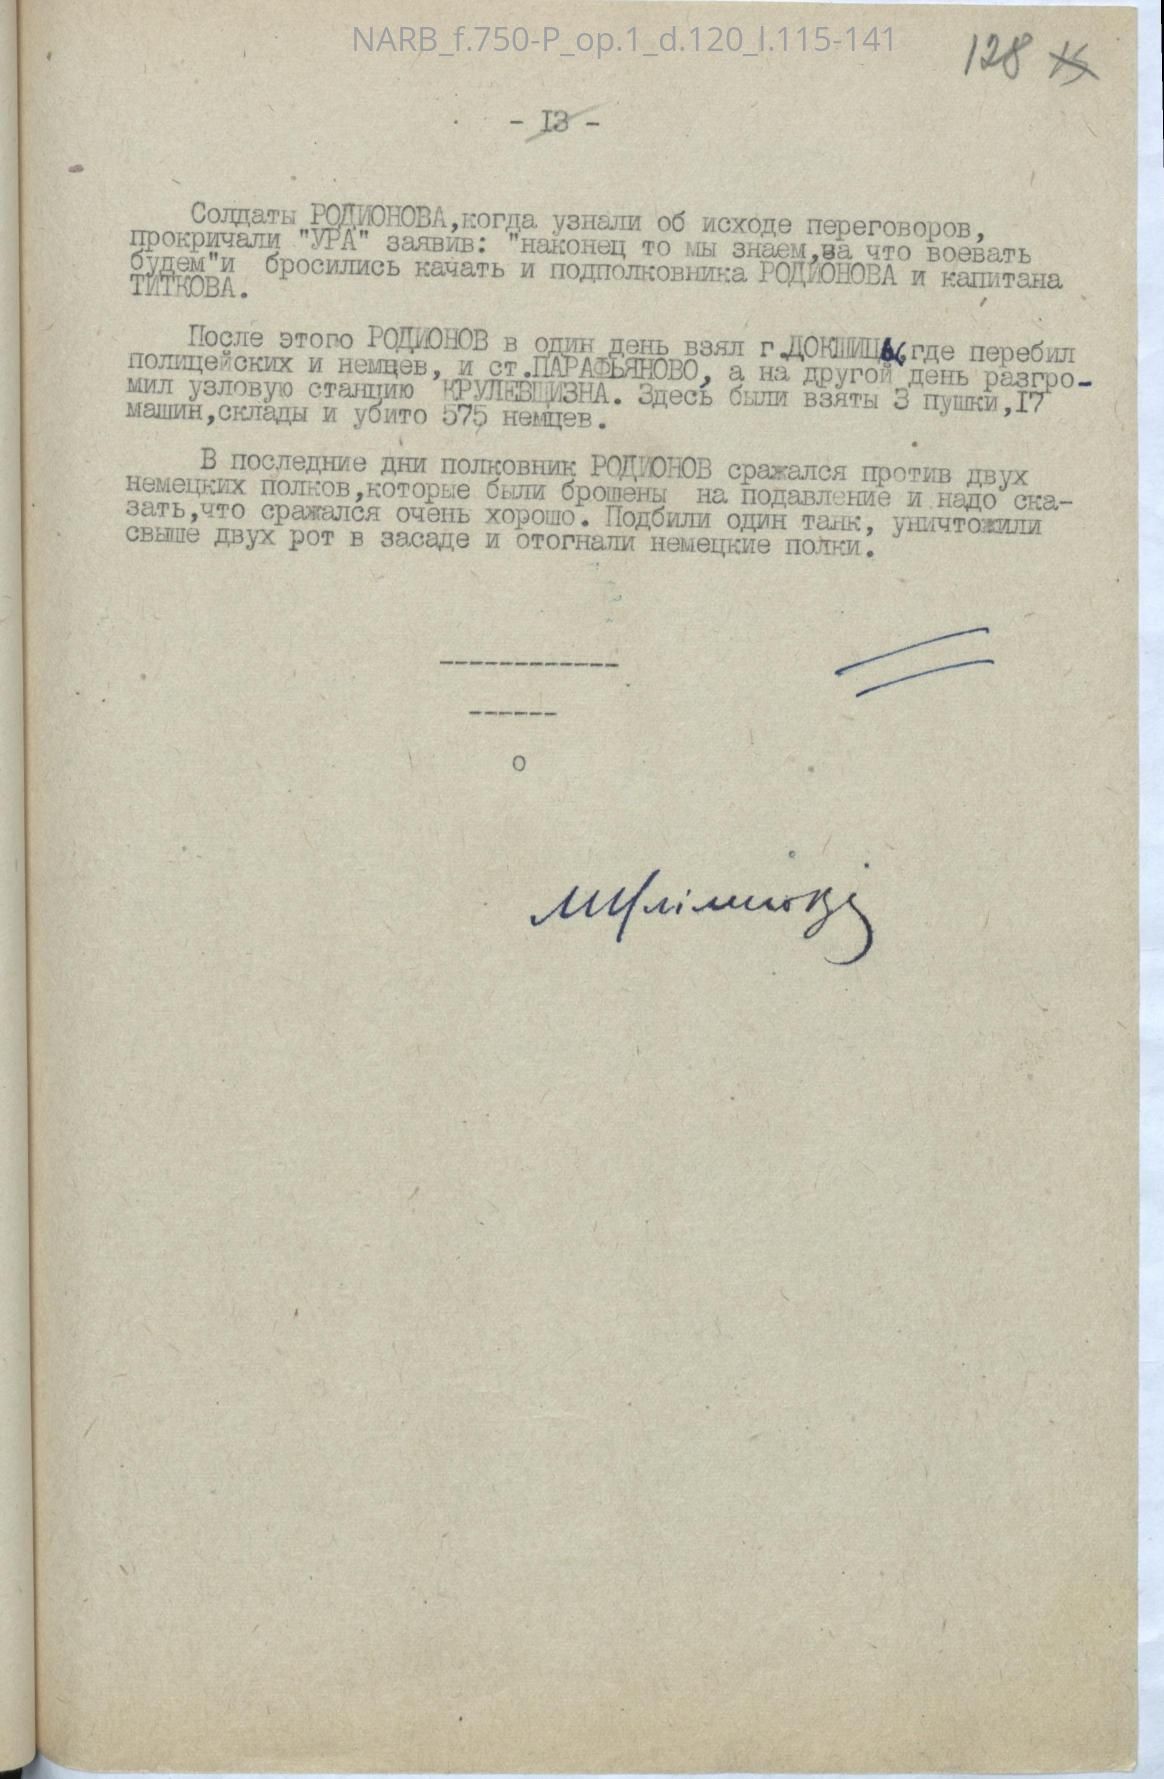 NARB_f.750-P_op.1_d.120_l.115-141
128
- 13 -
Солдаты РОДИОНОВА,когда узнали об исходе переговоров,
прокричали "УРА" заявив: "наконец то мы знаем,за что воевать
будем"и бросились качать и подполковника РОДИОНОВА и капитана
ТИТКОВА.
После этого РОДИОНОВ в один день взял г.ДОКШИЦЫ,где перебил
полицейских и немцев, и ст.ПАРАФЬЯНОВО, а на другой день разгро-
мил узловую станцию КРУЛЕВЩИЗНА. Здесь были взяты 3 пушки,17
машин,склады и убито 575 немцев.
В последние дни полковник РОДИОНОВ сражался против двух
немецких полков,которые были брошены на подавление и надо ска-
зать,что сражался очень хорошо. Подбили один танк, уничтожили
свыше двух рот в засаде и отогнали немецкие полки.
------------
------
о